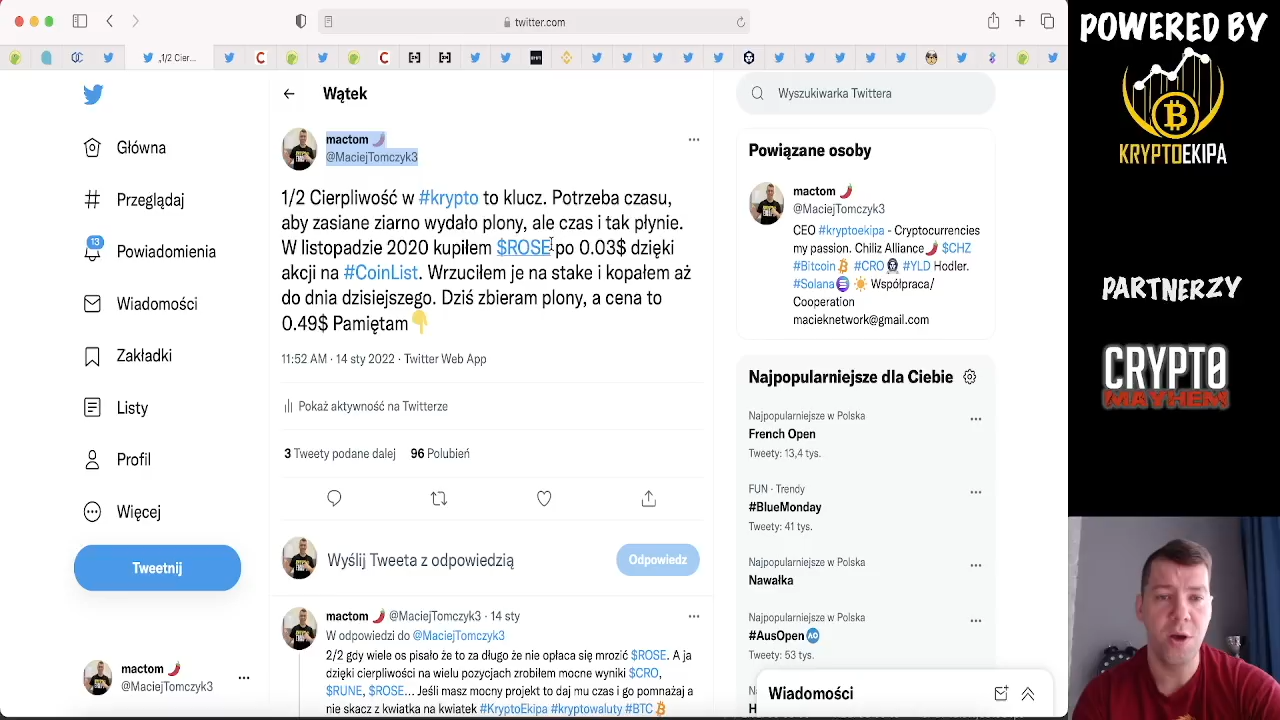 twitter.com
,1/2 Cier...
Główna
Przeglądaj
13
Powiadomienia
Wiadomości
Zakładki
Listy
Profil
Więcej
Tweetnij
mactom
@MaciejTomczyk3
Wątek
mactom
@MaciejTomczyk3
1/2 Cierpliwość w #krypto to klucz. Potrzeba czasu,
aby zasiane ziarno wydało plony, ale czas i tak płynie.
W listopadzie 2020 kupiłem $ROSE po 0.03$ dzięki
akcji na #CoinList. Wrzuciłem je na stake i kopałem aż
do dnia dzisiejszego. Dziś zbieram plony, a cena to
0.49$ Pamiętam
11:52 AM · 14 sty 2022 · Twitter Web App
Pokaż aktywność na Twitterze
3 Tweety podane dalej 96 Polubień
Wyślij Tweeta z odpowiedzią
Odpowiedz
mactom @MaciejTomczyk3 · 14 sty
W odpowiedzi do @MaciejTomczyk3
2/2 gdy wiele os pisało że to za długo że nie opłaca się mrozić $ROSE. A ja
dzięki cierpliwości na wielu pozycjach zrobiłem mocne wyniki $CRO,
$RUNE, $ROSE... Jeśli masz mocny projekt to daj mu czas i go pomnażaj a
nie skacz z kwiatka na kwiatek #KryptoEkipa #kryptowaluty #BTC
Wyszukiwarka Twittera
Powiązane osoby
mactom
@MaciejTomczyk3
CEO #kryptoekipa - Cryptocurrencies
my passion. Chiliz Alliance $CHZ
#Bitcoin #CRO #YLD Hodler.
#Solana Współpraca/
Cooperation
macieknetwork@gmail.com
Najpopularniejsze dla Ciebie
Najpopularniejsze w Polska
French Open
Tweety: 13,4 tys.
FUN · Trendy
#BlueMonday
Tweety: 41 tys.
Najpopularniejsze w Polska
Nawałka
Najpopularniejsze w Polska
#AusOpen
Tweety: 53 tys.
Wiadomości
POWERED BY
KRYPTOEKIPA
PARTNERZY
CRYPTO
MAYHEM